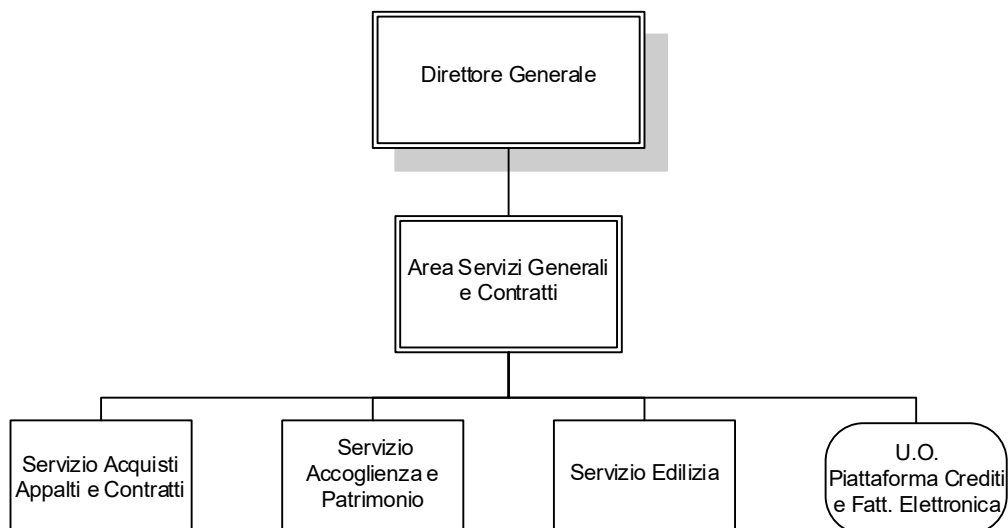 Direttore Generale
Area Servizi Generali
e Contratti
Servizio Acquisti
Appalti e Contratti
Servizio
Accoglienza e
Patrimonio
Servizio Edilizia
U.O.
Piattaforma Crediti
e Fatt. Elettronica